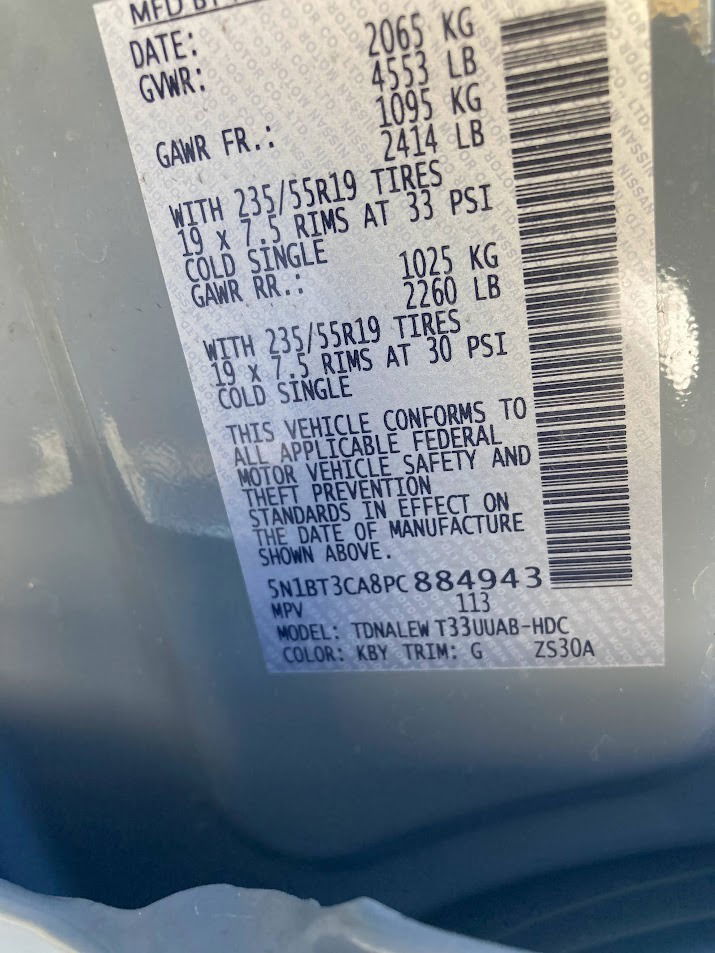 MFD BY
DATE:
2065 KG
GVWR:
4553 LB
1095 KG
GAWR FR.:
2414 LB
WITH 235/55R19 TIRES
19 x 7.5 RIMS AT 33 PSI
COLD SINGLE
1025 KG
GAWR RR.:
2260 LB
WITH 235/55R19 TIRES
19 x 7.5 RIMS AT 30 PSI
COLD SINGLE
THIS VEHICLE CONFORMS TO
ALL APPLICABLE FEDERAL
MOTOR VEHICLE SAFETY AND
THEFT PREVENTION
STANDARDS IN EFFECT ON
THE DATE OF MANUFACTURE
SHOWN ABOVE.
5N1BT3CA8PC 884943
MPV 113
MODEL: TDNALEW T33UUAB-HDC
COLOR: KBY TRIM: G ZS30A